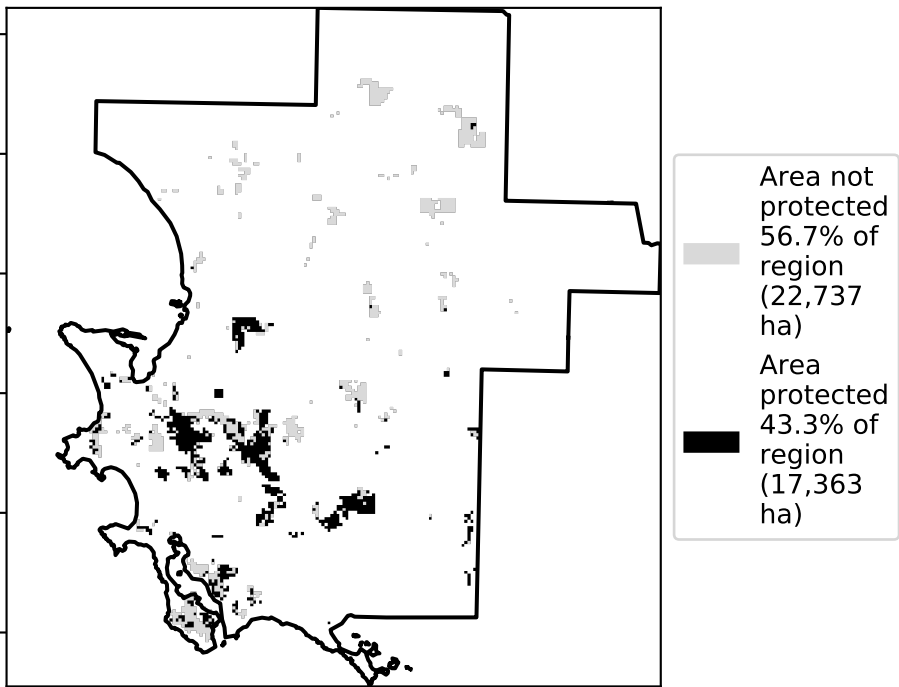 Area not
protected
56.7% of
region
(22,737
ha)
Area
protected
43.3% of
region
(17,363
ha)